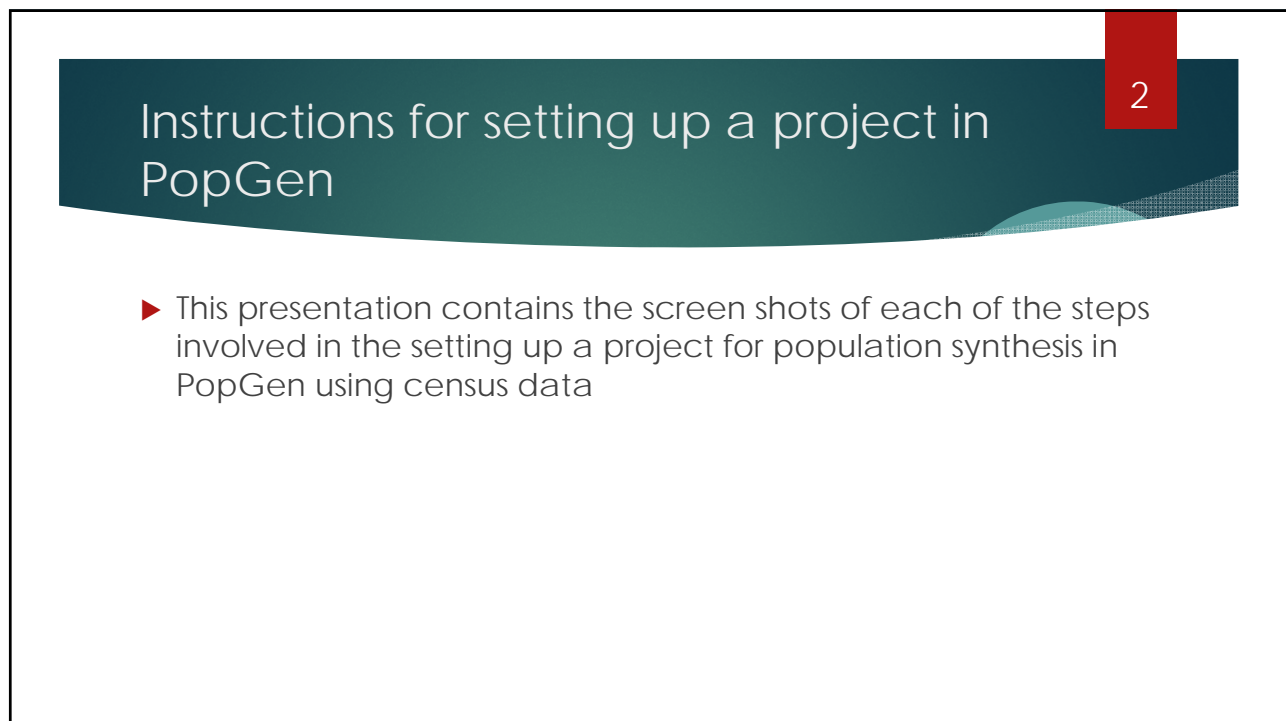 2
Instructions for setting up a project in
PopGen
This presentation contains the screen shots of each of the steps
involved in the setting up a project for population synthesis in
PopGen using census data